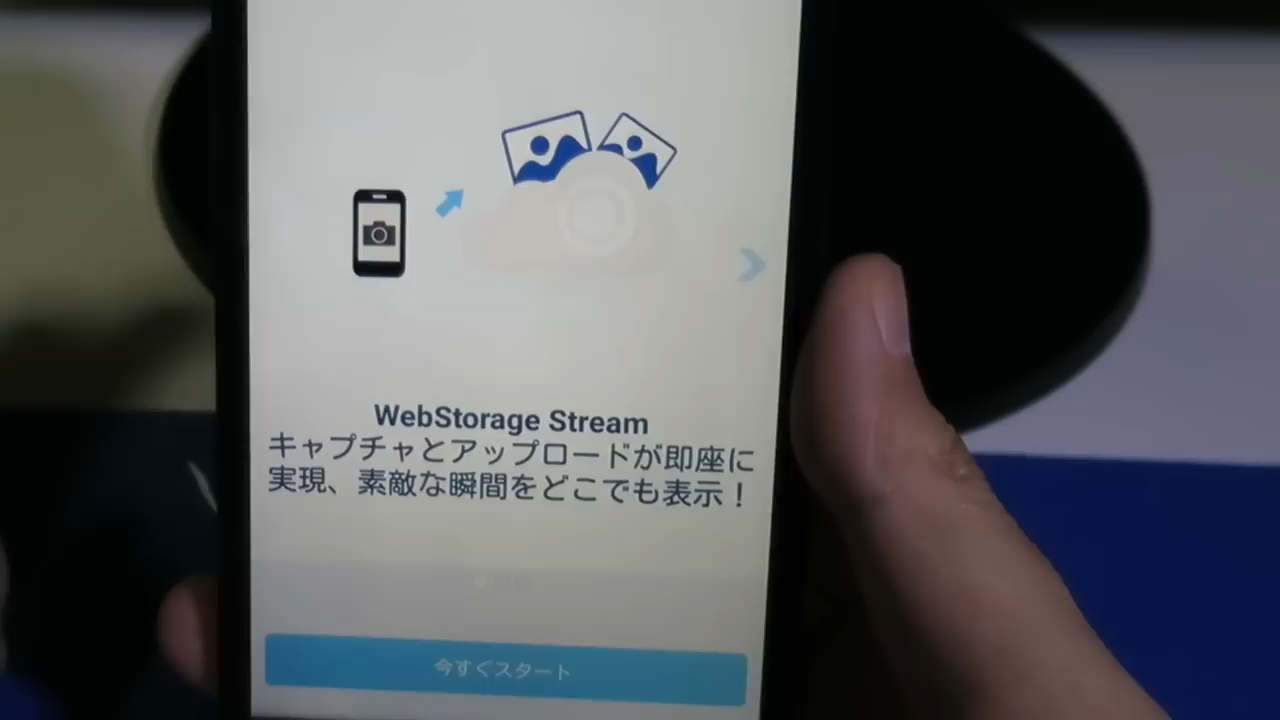 WebStorage Stream
キャプチャとアップロードが即座に
実現、素敵な瞬間をどこでも表示！
今すぐスタート